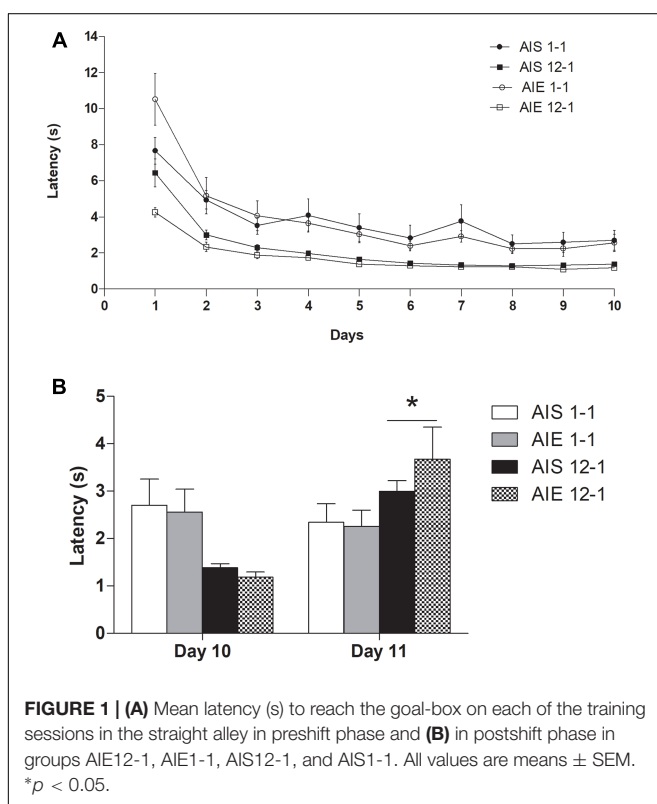 A
14
12
10
8
6
4
2
0
Latency (s)
AIS 1-1
AIS 12-1
AIE 1-1
AIE 12-1
0 1 2 3 4 5 6 7 8 9 10
Days
B
5
4
3
2
1
0
Latency (s)
*
AIS 1-1
AIE 1-1
AIS 12-1
AIE 12-1
Day 10 Day 11
FIGURE 1 | (A) Mean latency (s) to reach the goal-box on each of the training
sessions in the straight alley in preshift phase and (B) in postshift phase in
groups AIE12-1, AIE1-1, AIS12-1, and AIS1-1. All values are means ± SEM.
*p < 0.05.